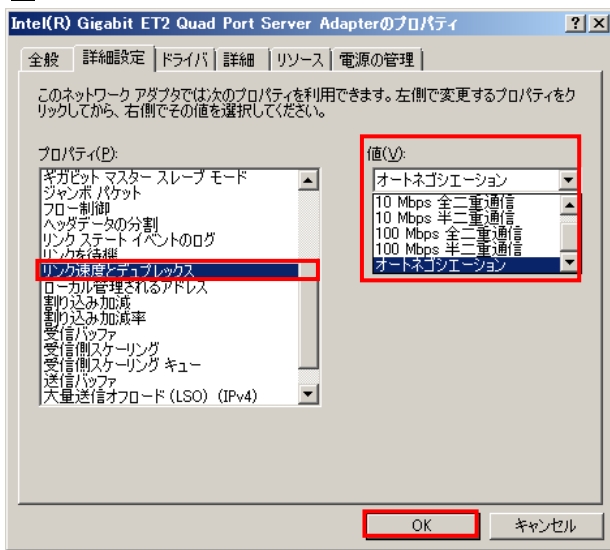 Intel(R) Gigabit ET2 Quad Port Server Adapterのプロパティ
全般 詳細設定 ドライバ 詳細 リソース 電源の管理
このネットワーク アダプタでは次のプロパティを利用できます。左側で変更するプロパティをク
リックしてから、右側でその値を選択してください。
プロパティ(P):
ギガビット マスター スレーブ モード
ジャンボ パケット
フロー制御
ヘッダデータの分割
リンク ステート イベントのログ
リンクを待機
リンク速度とデュプレックス
ローカル管理されるアドレス
割り込み加減
割り込み加減率
受信バッファ
受信側スケーリング
受信側スケーリング キュー
送信バッファ
大量送信オフロード (LSO) (IPv4)
値(V):
オートネゴシエーション
10 Mbps 全二重通信
10 Mbps 半二重通信
100 Mbps 全二重通信
100 Mbps 半二重通信
オートネゴシエーション
OK キャンセル